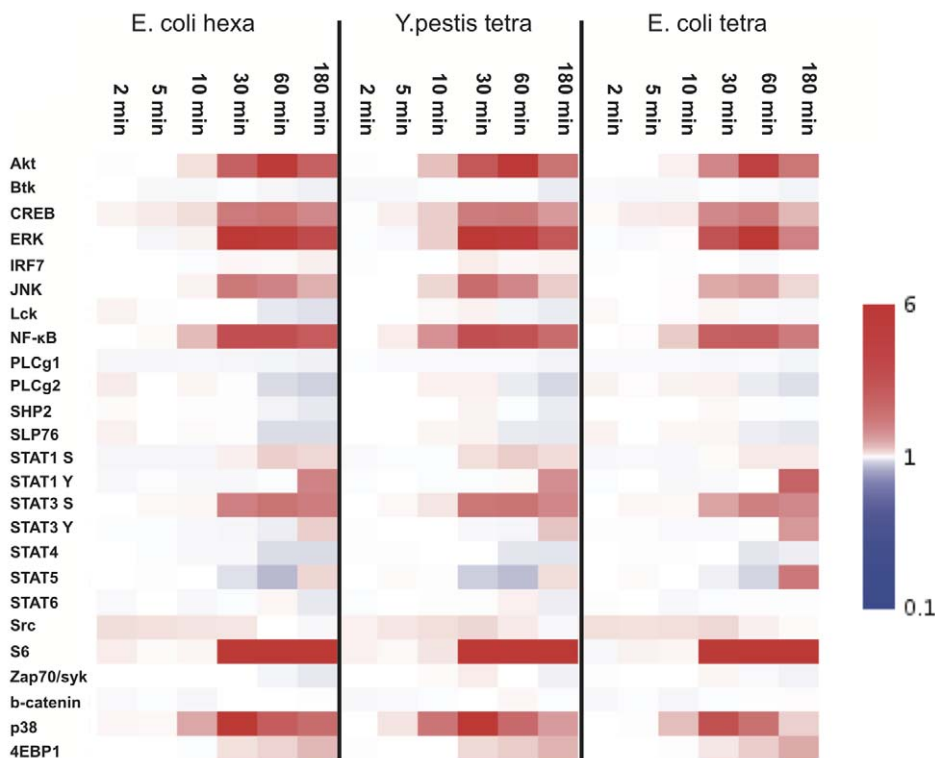 E. coli hexa Y.pestis tetra E. coli tetra
2 min 5 min 10 min 30 min 60 min 180 min 2 min 5 min 10 min 30 min 60 min 180 min 2 min 5 min 10 min 30 min 60 min 180 min
Akt
Btk
CREB
ERK
IRF7
JNK
Lck
NF-κB
PLCg1
PLCg2
SHP2
SLP76
STAT1 S
STAT1 Y
STAT3 S
STAT3 Y
STAT4
STAT5
STAT6
Src
S6
Zap70/syk
b-catenin
p38
4EBP1
6
1
0.1